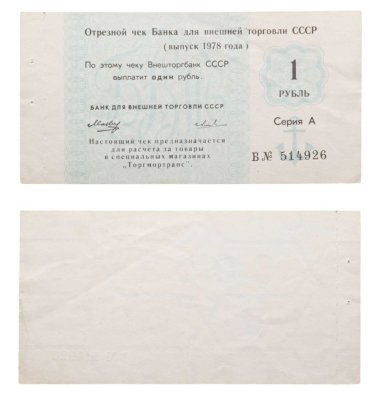 Отрезной чек Банка для внешней торговли СССР
(выпуск 1978 года)
По этому чеку Внешторгбанк СССР
выплатит один рубль.
1
РУБЛЬ
БАНК ДЛЯ ВНЕШНЕЙ ТОРГОВЛИ СССР
Серия А
Настоящий чек предназначается
для расчета за товары
в специальных магазинах
„Торгмортранс".
В.№ 514926